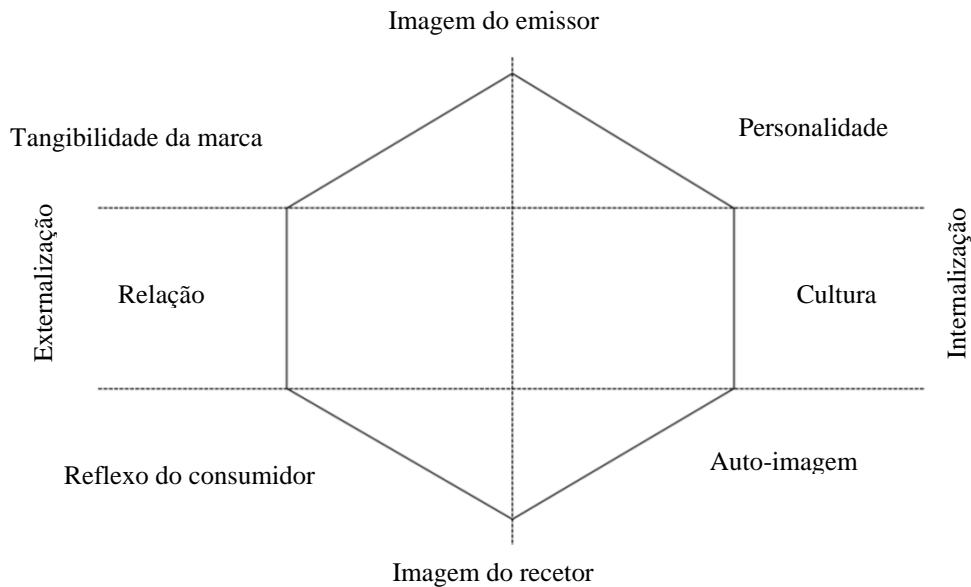 Imagem do emissor
Tangibilidade da marca
Personalidade
Externalização
Relação
Cultura
Internalização
Reflexo do consumidor
Auto-imagem
Imagem do recetor